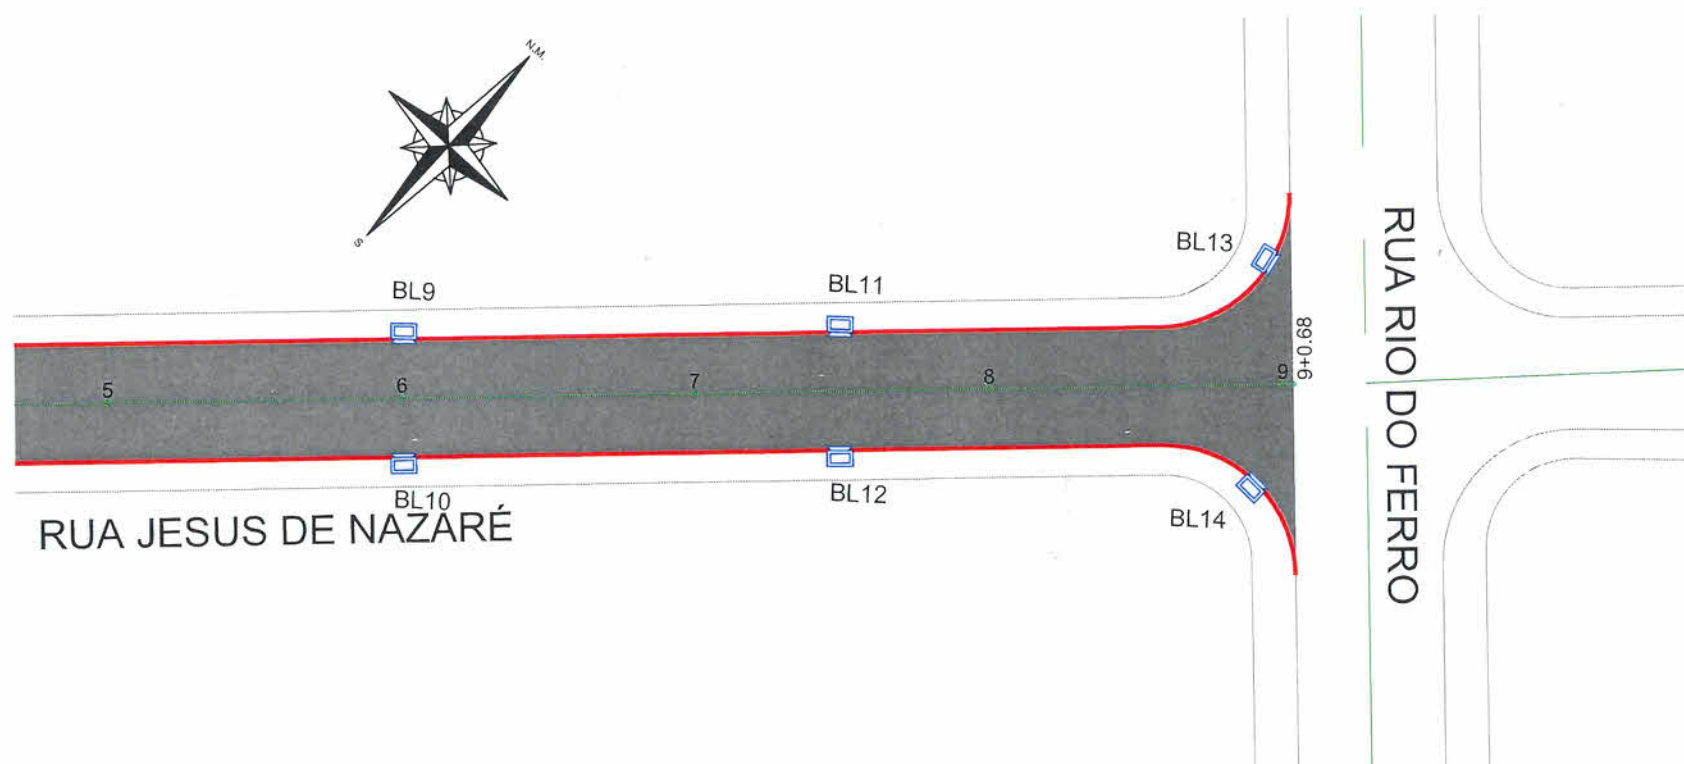 N.M.
S
BL13
BL9
BL11
5
6
7
8
9
9+0.68
BL10
BL12
BL14
RUA JESUS DE NAZARÉ
RUA RIO DO FERRO